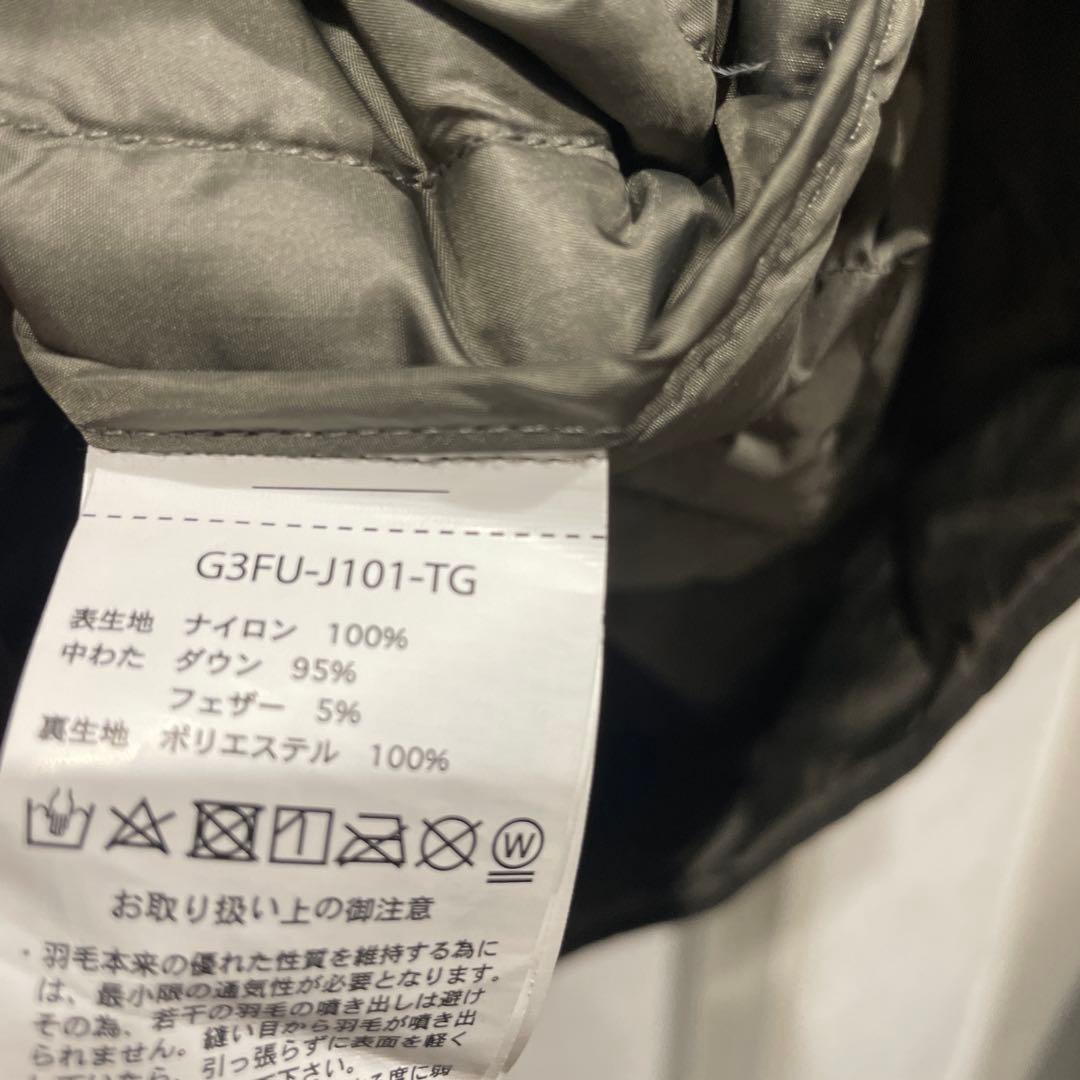 G3FU-J101-TG
表生地 ナイロン 100%
中わた ダウン 95%
フェザー 5%
裏生地 ポリエステル 100%
W
お取り扱い上の御注意
・羽毛本来の優れた性質を維持する為に
は、最小限の通気性が必要となります。
その為、若干の羽毛の噴き出しは避け
られません。縫い目から羽毛が噴き出
引っ張らずに表面を軽く
下さい。
度に